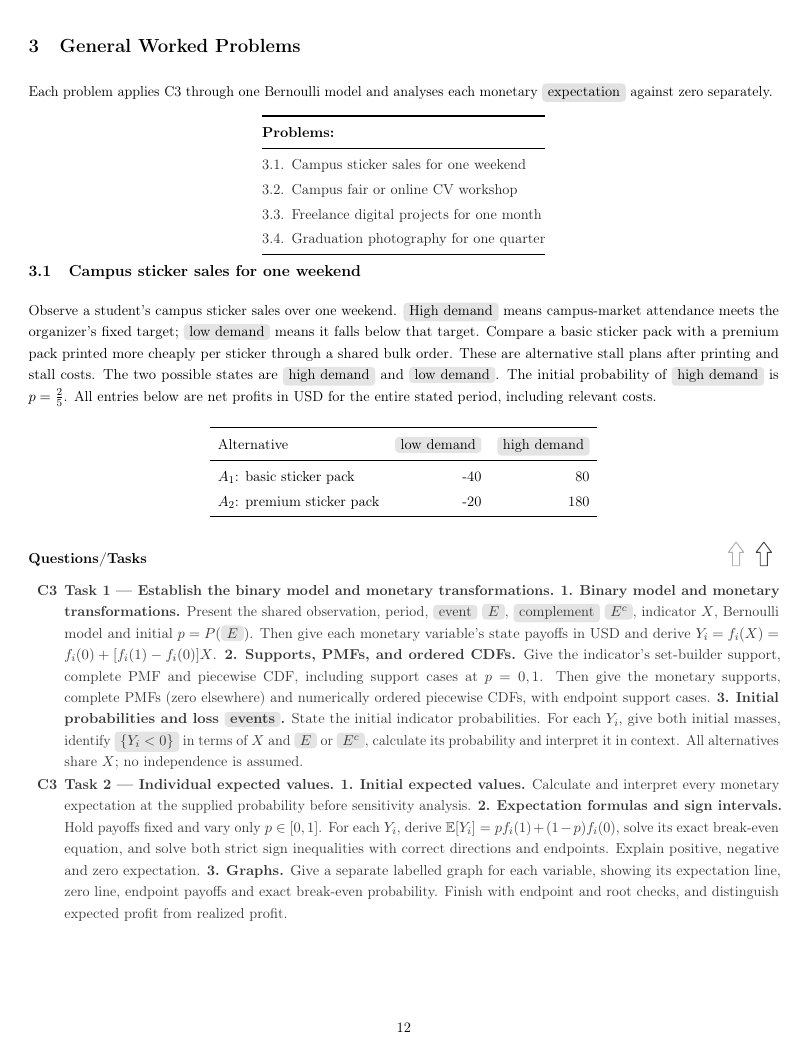 3 General Worked Problems
Each problem applies C3 through one Bernoulli model and analyses each monetary expectation against zero separately.
Problems:
3.1. Campus sticker sales for one weekend
3.2. Campus fair or online CV workshop
3.3. Freelance digital projects for one month
3.4. Graduation photography for one quarter
3.1 Campus sticker sales for one weekend
Observe a student's campus sticker sales over one weekend. High demand means campus-market attendance meets the
organizer's fixed target; low demand means it falls below that target. Compare a basic sticker pack with a premium
pack printed more cheaply per sticker through a shared bulk order. These are alternative stall plans after printing and
stall costs. The two possible states are high demand and low demand. The initial probability of high demand is
p = 2/5. All entries below are net profits in USD for the entire stated period, including relevant costs.
Alternative low demand high demand
A₁: basic sticker pack -40 80
A₂: premium sticker pack -20 180
Questions/Tasks
C3 Task 1 — Establish the binary model and monetary transformations. 1. Binary model and monetary
transformations. Present the shared observation, period, event E, complement Eᶜ, indicator X, Bernoulli
model and initial p = P(E). Then give each monetary variable's state payoffs in USD and derive Yᵢ = fᵢ(X) =
fᵢ(0) + [fᵢ(1) − fᵢ(0)]X. 2. Supports, PMFs, and ordered CDFs. Give the indicator's set-builder support,
complete PMF and piecewise CDF, including support cases at p = 0, 1. Then give the monetary supports,
complete PMFs (zero elsewhere) and numerically ordered piecewise CDFs, with endpoint support cases. 3. Initial
probabilities and loss events. State the initial indicator probabilities. For each Yᵢ, give both initial masses,
identify {Yᵢ < 0} in terms of X and E or Eᶜ, calculate its probability and interpret it in context. All alternatives
share X; no independence is assumed.
C3 Task 2 — Individual expected values. 1. Initial expected values. Calculate and interpret every monetary
expectation at the supplied probability before sensitivity analysis. 2. Expectation formulas and sign intervals.
Hold payoffs fixed and vary only p ∈ [0, 1]. For each Yᵢ, derive 𝔼[Yᵢ] = pfᵢ(1)+(1−p)fᵢ(0), solve its exact break-even
equation, and solve both strict sign inequalities with correct directions and endpoints. Explain positive, negative
and zero expectation. 3. Graphs. Give a separate labelled graph for each variable, showing its expectation line,
zero line, endpoint payoffs and exact break-even probability. Finish with endpoint and root checks, and distinguish
expected profit from realized profit.
12